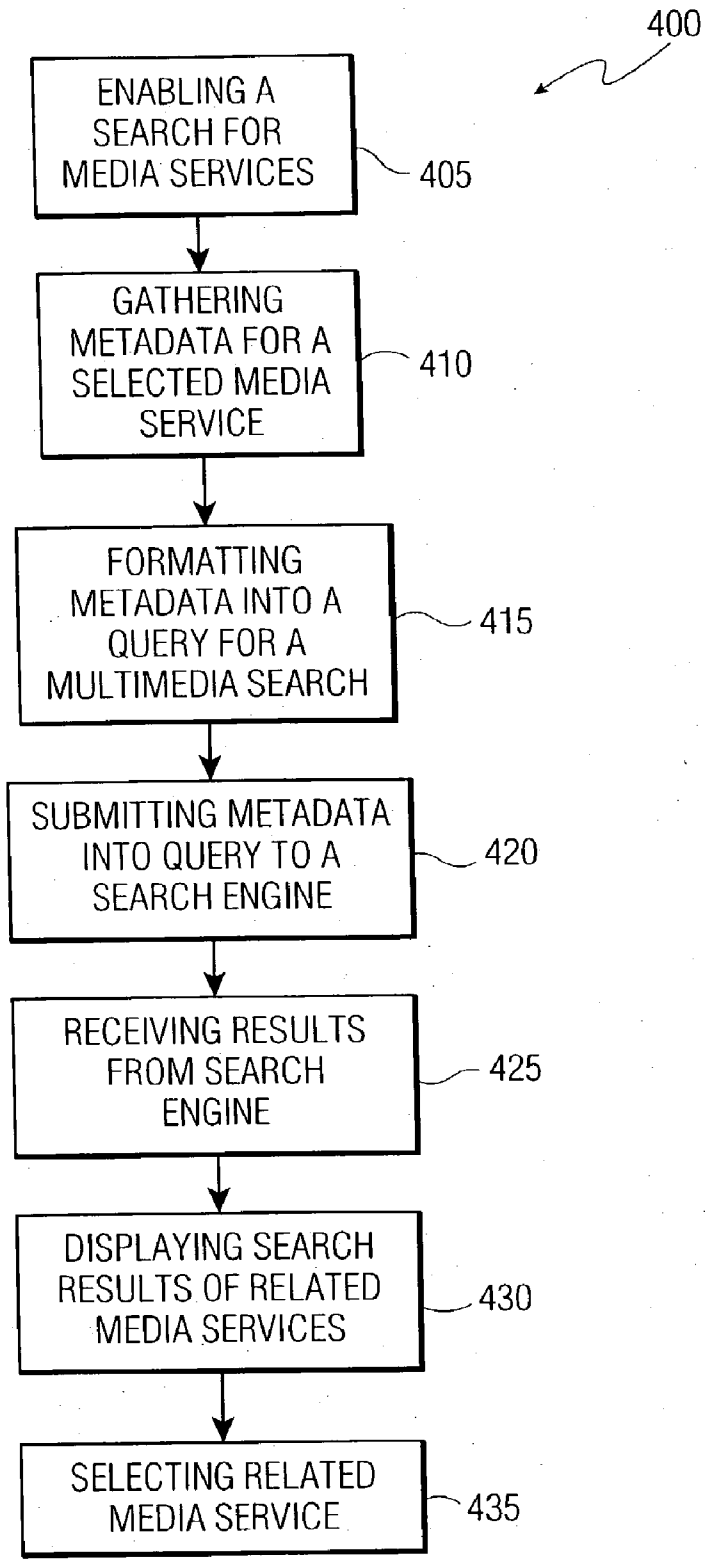 400
ENABLING A
SEARCH FOR
MEDIA SERVICES
405
GATHERING
METADATA FOR A
SELECTED MEDIA
SERVICE
410
FORMATTING
METADATA INTO A
QUERY FOR A
MULTIMEDIA SEARCH
415
SUBMITTING METADATA
INTO QUERY TO A
SEARCH ENGINE
420
RECEIVING RESULTS
FROM SEARCH
ENGINE
425
DISPLAYING SEARCH
RESULTS OF RELATED
MEDIA SERVICES
430
SELECTING RELATED
MEDIA SERVICE
435